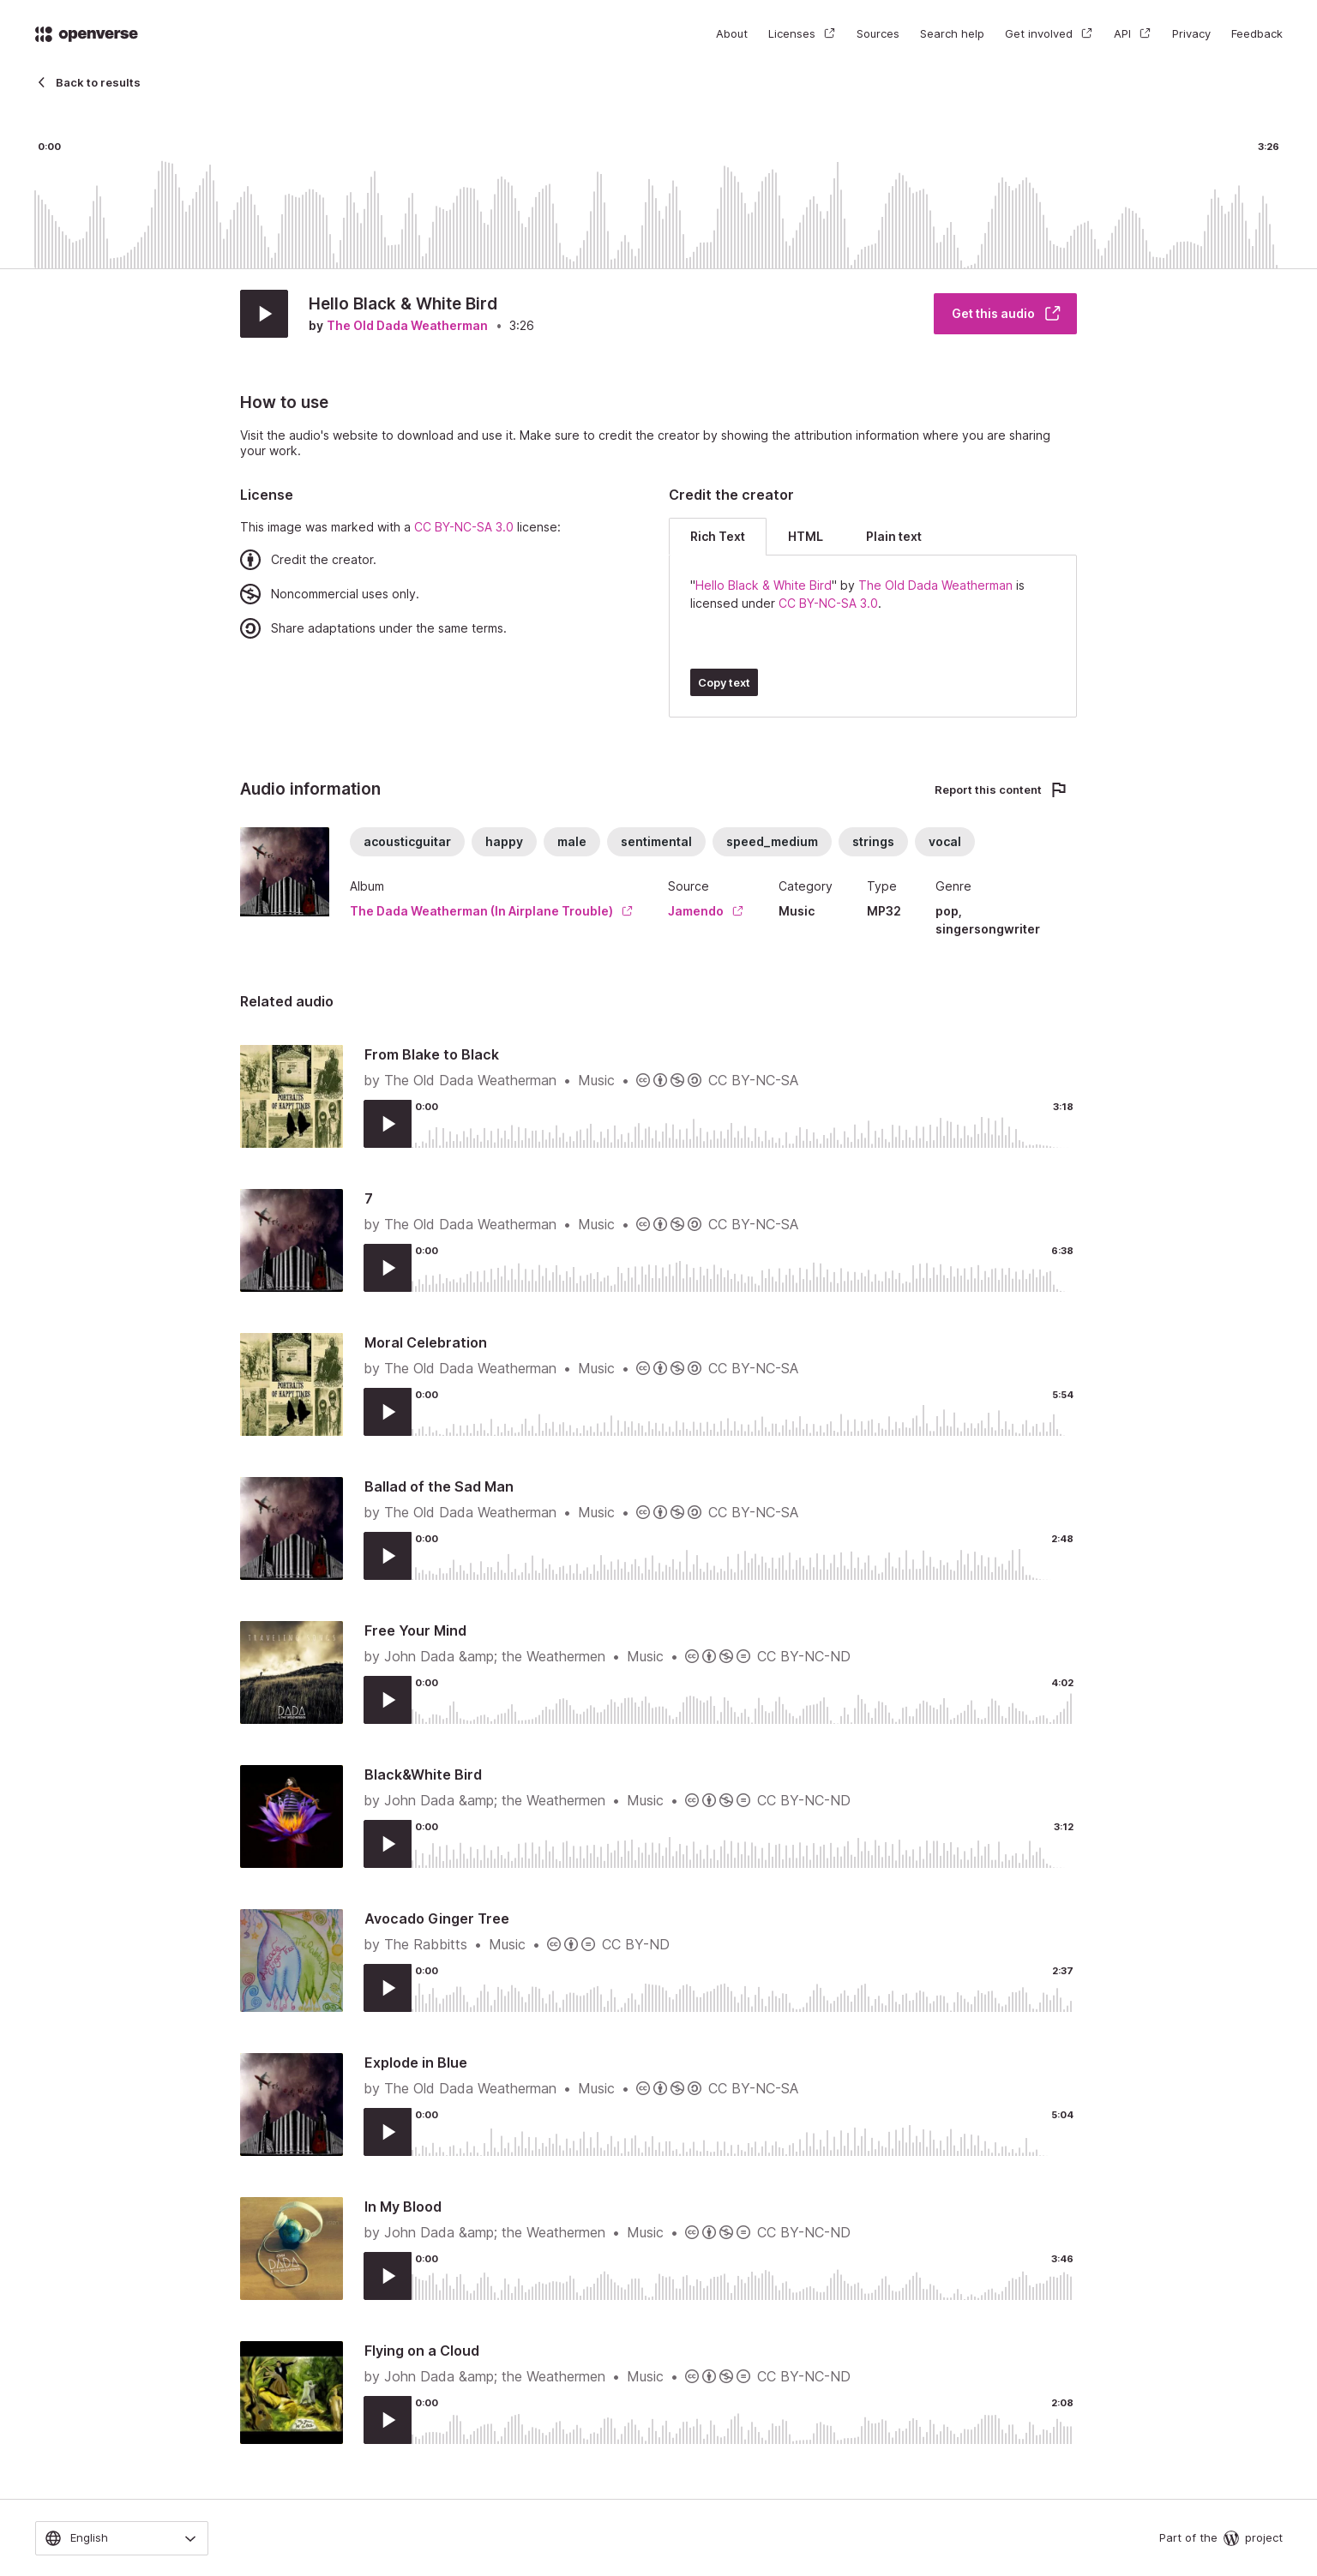 openverse
About
Licenses
Sources
Search help
Get involved
API
Privacy
Feedback
Back to results
0:00
3:26
Hello Black & White Bird
by The Old Dada Weatherman • 3:26
Get this audio
How to use
Visit the audio's website to download and use it. Make sure to credit the creator by showing the attribution information where you are sharing
your work.
License
This image was marked with a CC BY-NC-SA 3.0 license:
Credit the creator.
Noncommercial uses only.
Share adaptations under the same terms.
Credit the creator
Rich Text
HTML
Plain text
"Hello Black & White Bird" by The Old Dada Weatherman is
licensed under CC BY-NC-SA 3.0.
Copy text
Audio information
Report this content
acousticguitar
happy
male
sentimental
speed_medium
strings
vocal
Album
The Dada Weatherman (In Airplane Trouble)
Source
Jamendo
Category
Music
Type
MP32
Genre
pop,
singersongwriter
Related audio
PORTRAITS
OF HAPPY TIMES
From Blake to Black
by The Old Dada Weatherman • Music • CC BY-NC-SA
0:00
3:18
7
by The Old Dada Weatherman • Music • CC BY-NC-SA
0:00
6:38
PORTRAITS
OF HAPPY TIMES
Moral Celebration
by The Old Dada Weatherman • Music • CC BY-NC-SA
0:00
5:54
Ballad of the Sad Man
by The Old Dada Weatherman • Music • CC BY-NC-SA
0:00
2:48
DADA
Free Your Mind
by John Dada &amp; the Weathermen • Music • CC BY-NC-ND
0:00
4:02
Black&White Bird
by John Dada &amp; the Weathermen • Music • CC BY-NC-ND
0:00
3:12
Avocado Ginger Tree
by The Rabbitts • Music • CC BY-ND
0:00
2:37
Explode in Blue
by The Old Dada Weatherman • Music • CC BY-NC-SA
0:00
5:04
DADA
In My Blood
by John Dada &amp; the Weathermen • Music • CC BY-NC-ND
0:00
3:46
Flying on a Cloud
by John Dada &amp; the Weathermen • Music • CC BY-NC-ND
0:00
2:08
English
Part of the
project